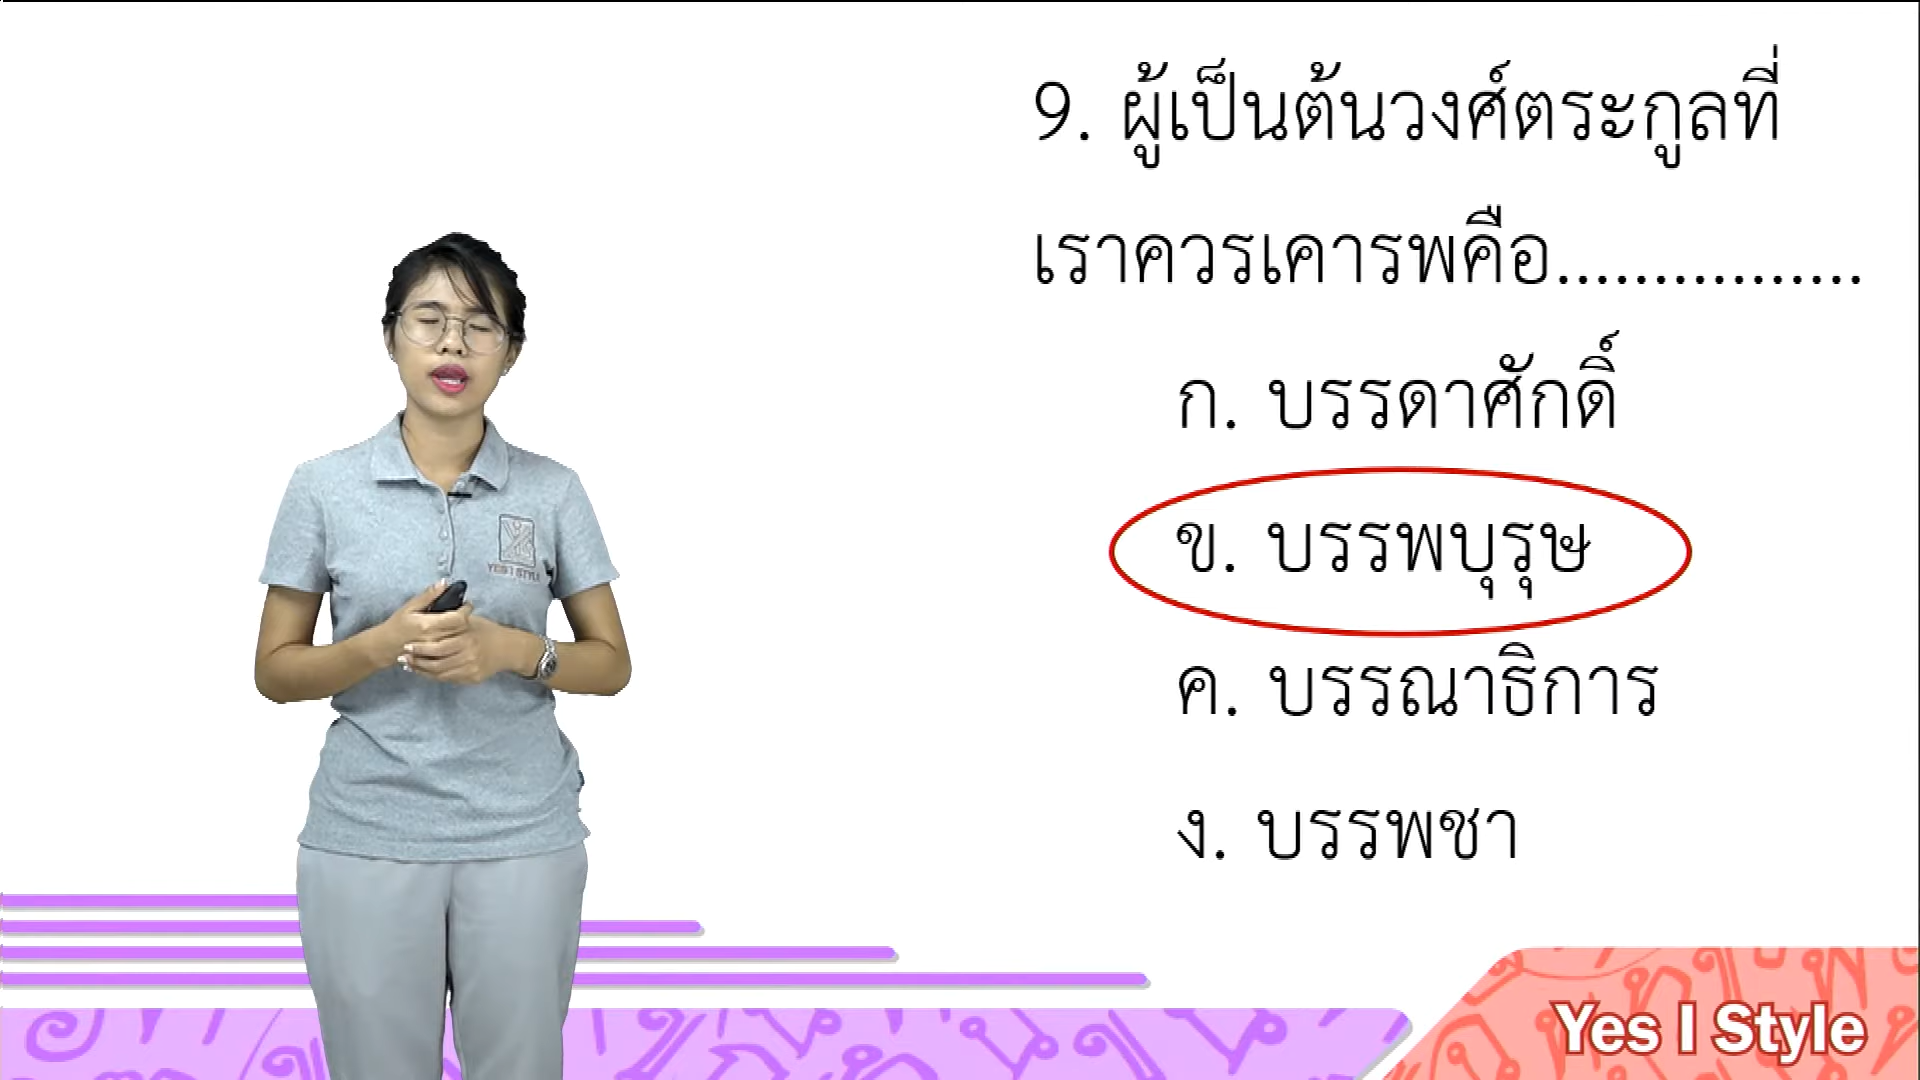 9. ผู้เป็นต้นวงศ์ตระกูลที่
เราควรเคารพคือ...................
ก. บรรดาศักดิ์
ข. บรรพบุรุษ
ค. บรรณาธิการ
ง. บรรพชา
YES I STYLE
Yes I Style